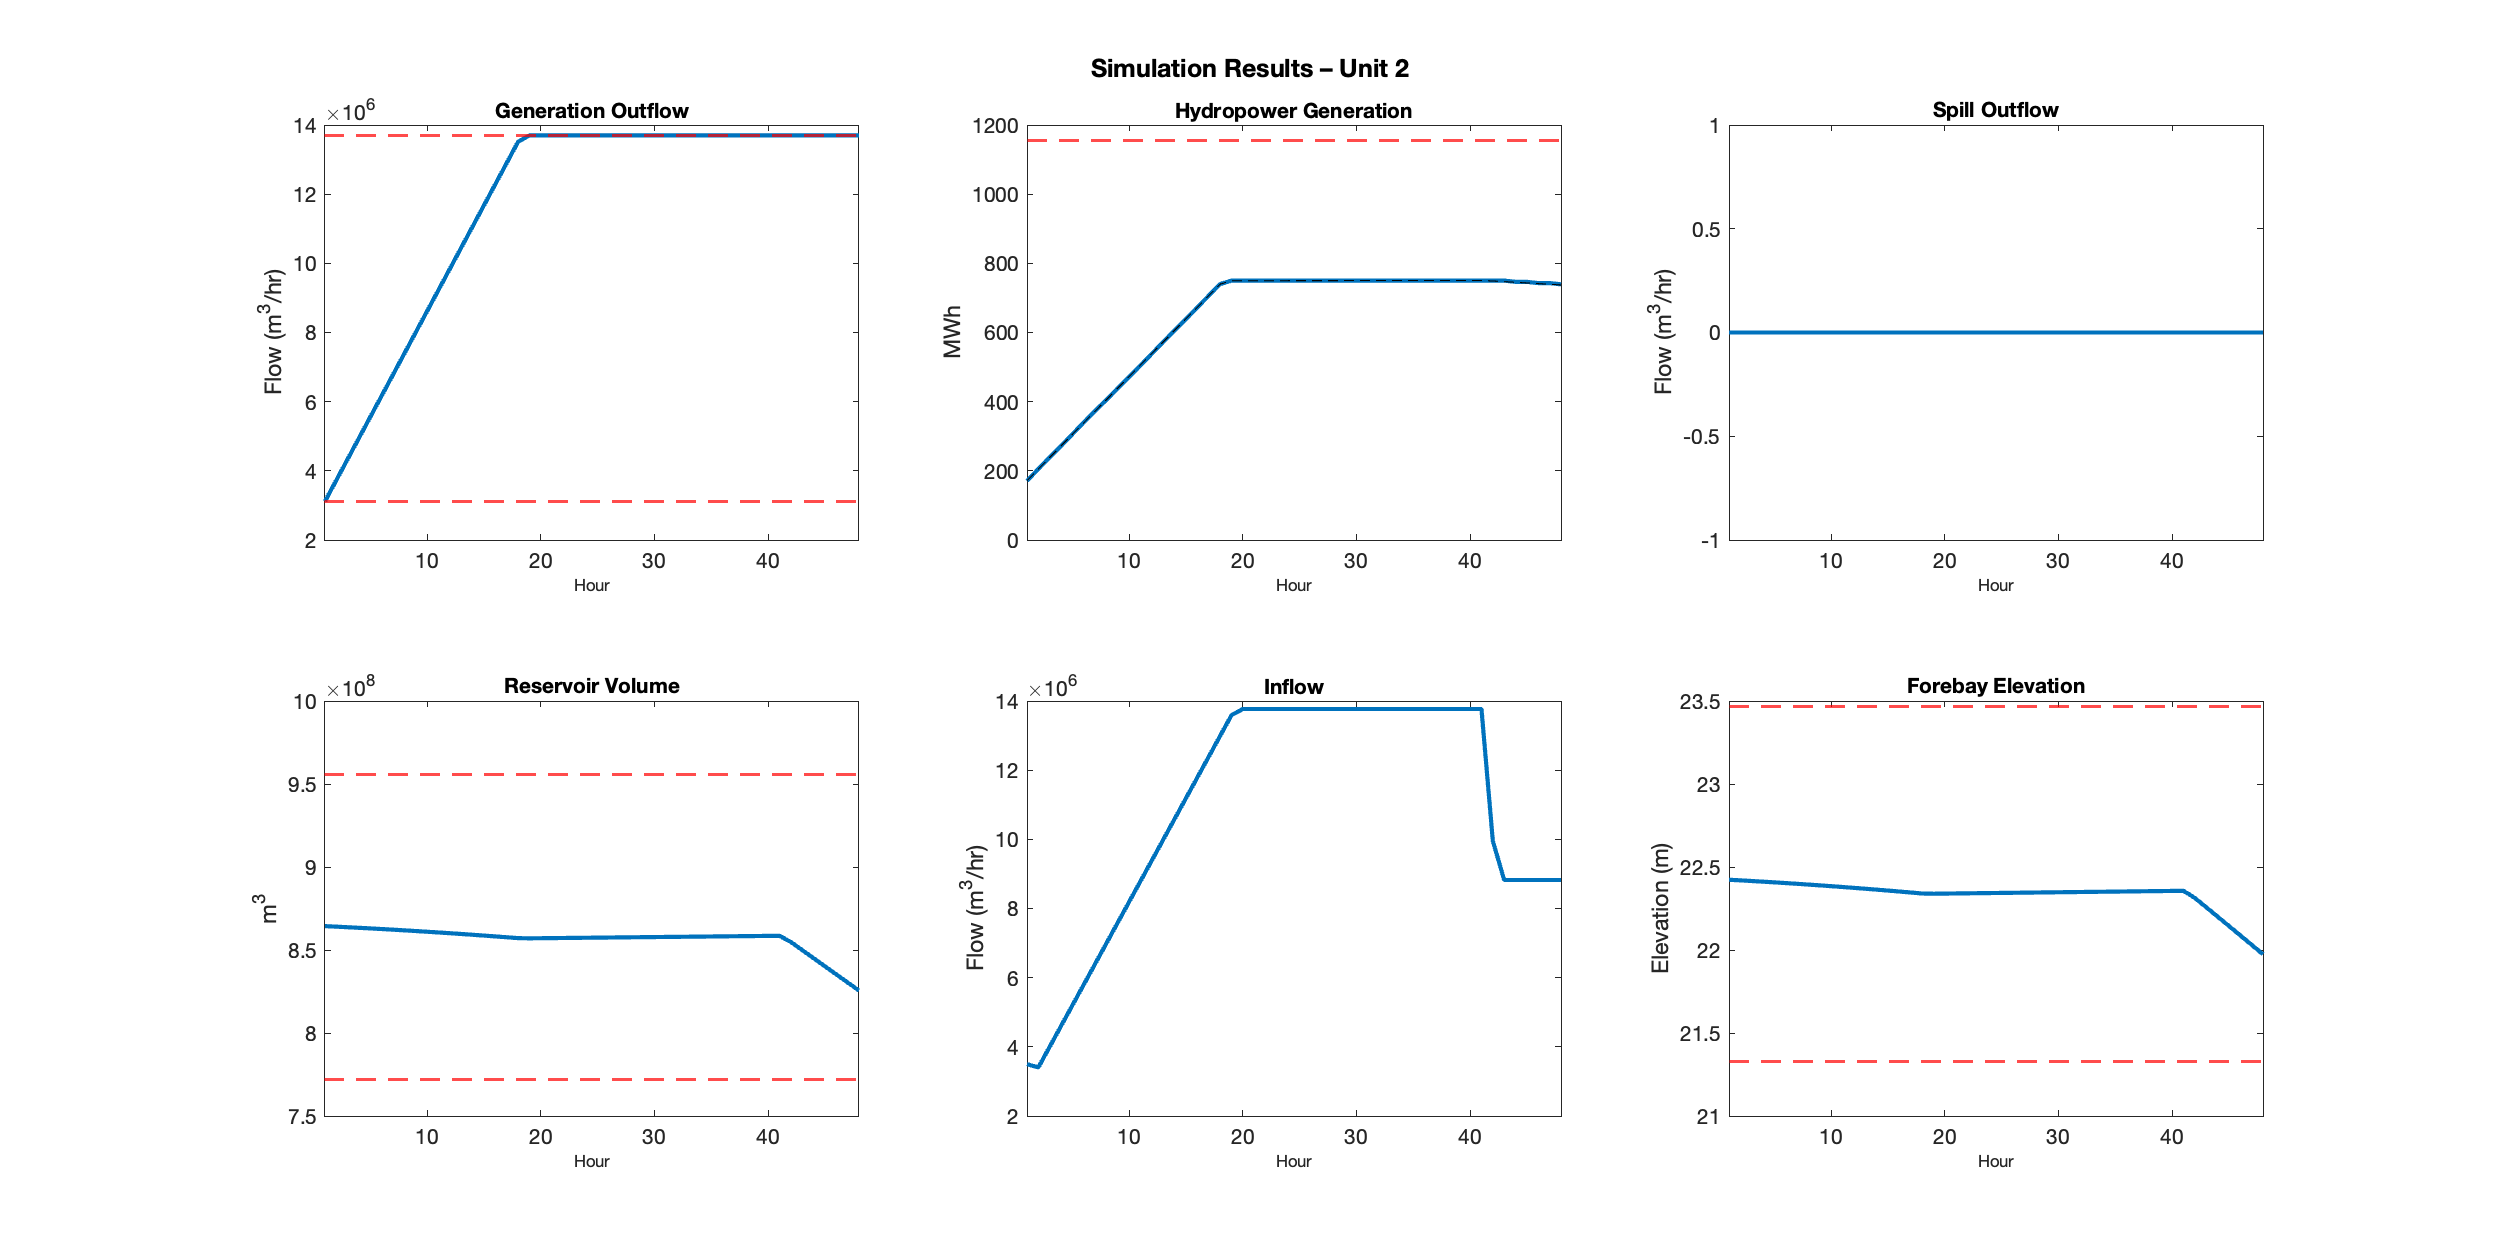 Simulation Results – Unit 2
Generation Outflow
×10^6
14
12
10
8
6
4
2
Flow (m^3/hr)
10 20 30 40
Hour
Hydropower Generation
1200
1000
800
600
400
200
0
MWh
10 20 30 40
Hour
Spill Outflow
1
0.5
0
-0.5
-1
Flow (m^3/hr)
10 20 30 40
Hour
Reservoir Volume
×10^8
10
9.5
9
8.5
8
7.5
m^3
10 20 30 40
Hour
Inflow
×10^6
14
12
10
8
6
4
2
Flow (m^3/hr)
10 20 30 40
Hour
Forebay Elevation
23.5
23
22.5
22
21.5
21
Elevation (m)
10 20 30 40
Hour